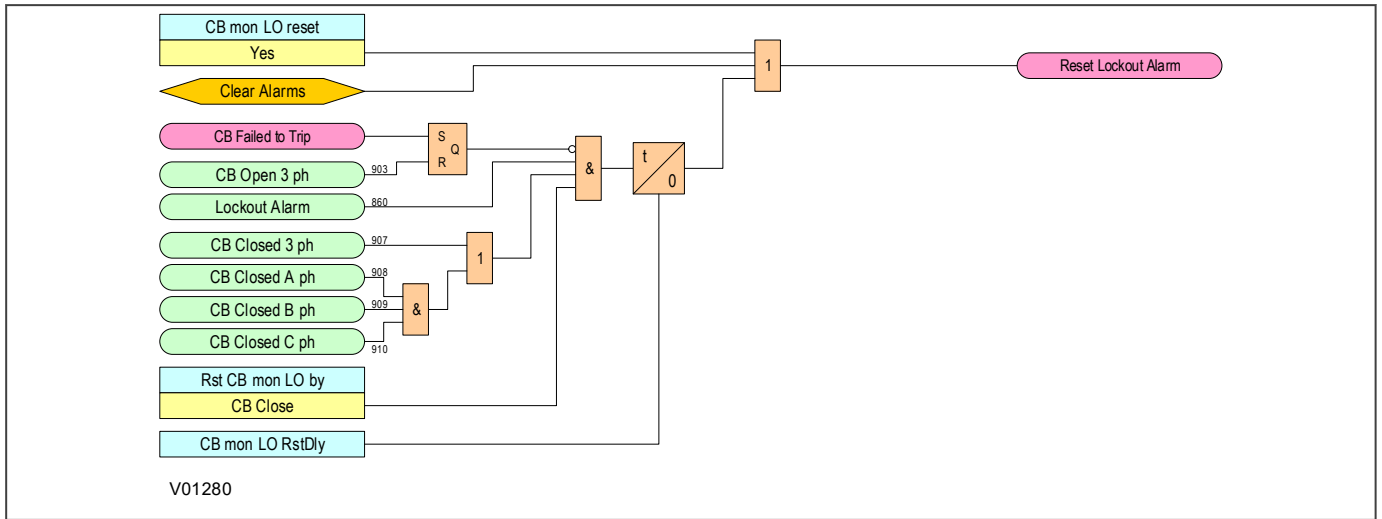 CB mon LO reset
Yes
1
Reset Lockout Alarm
Clear Alarms
CB Failed to Trip
S
Q
R
CB Open 3 ph
903
&
t
0
Lockout Alarm
860
CB Closed 3 ph
907
1
CB Closed A ph
908
CB Closed B ph
909
&
CB Closed C ph
910
Rst CB mon LO by
CB Close
CB mon LO RstDly
V01280